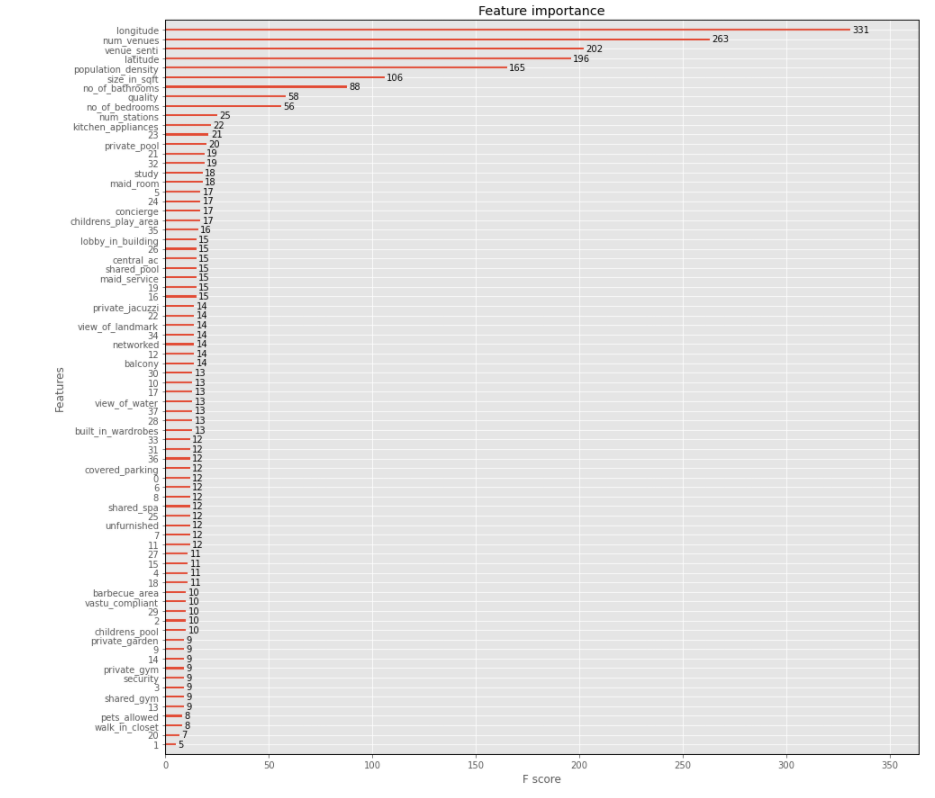 Feature importance
longitude 331
num_venues 263
venue_senti 202
latitude 196
population_density 165
size_in_sqft 106
no_of_bathrooms 88
quality 58
no_of_bedrooms 56
num_stations 25
kitchen_appliances 22
23 21
private_pool 20
21 19
32 19
study 18
maid_room 18
5 17
24 17
concierge 17
childrens_play_area 17
35 16
lobby_in_building 15
26 15
central_ac 15
shared_pool 15
maid_service 15
19 15
16 15
private_jacuzzi 14
22 14
view_of_landmark 14
34 14
networked 14
12 14
balcony 14
30 13
10 13
17 13
view_of_water 13
37 13
28 13
built_in_wardrobes 13
33 12
31 12
36 12
covered_parking 12
0 12
6 12
8 12
shared_spa 12
25 12
unfurnished 12
7 12
11 12
27 11
15 11
4 11
18 11
barbecue_area 10
vastu_compliant 10
29 10
2 10
childrens_pool 10
private_garden 9
9 9
14 9
private_gym 9
security 9
3 9
shared_gym 9
13 9
pets_allowed 8
walk_in_closet 8
20 7
1 5
Features
0 50 100 150 200 250 300 350
F score